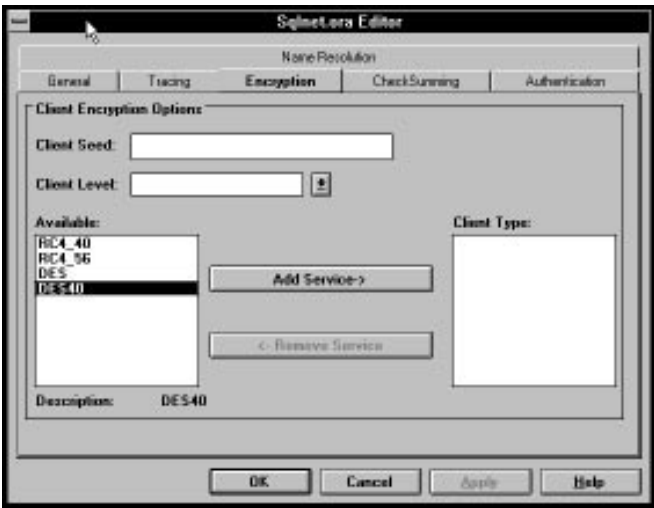 Sqlnet.ora Editor
Name Resolution
General Tracing Encryption CheckSumming Authentication
Client Encryption Options
Client Seed:
Client Level:
Available: Client Type:
RC4_40
RC4_56
DES
DES40
Add Service->
<- Remove Service
Description: DES40
OK Cancel Apply Help